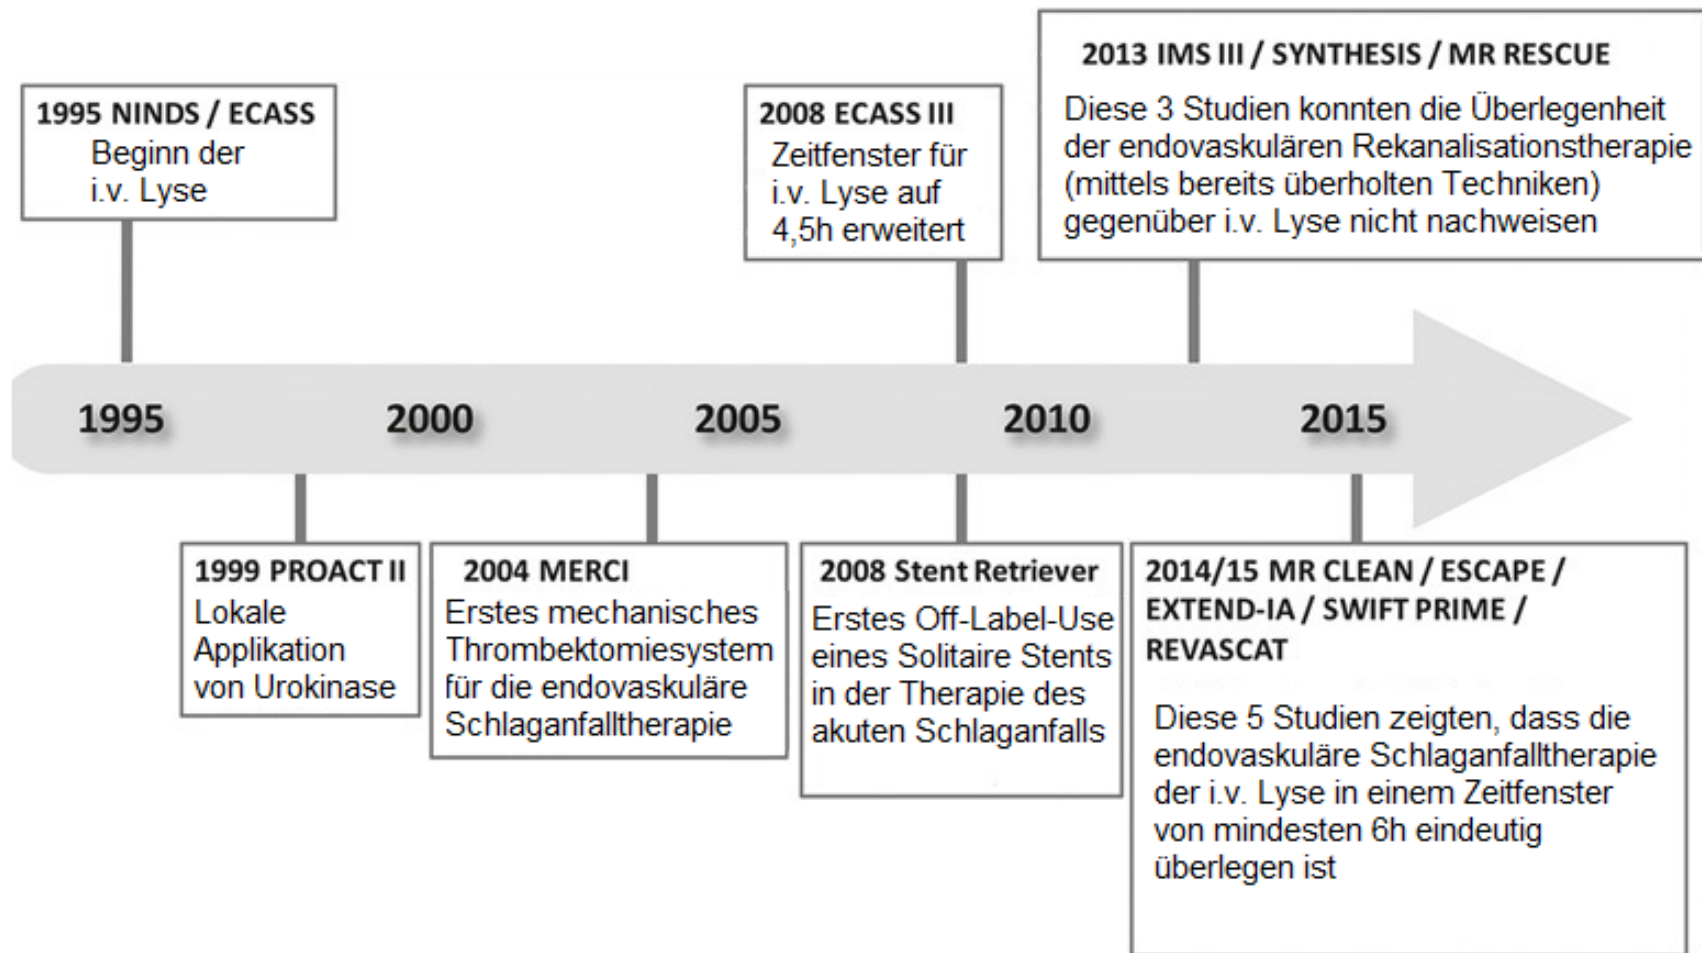 1995 NINDS / ECASS
Beginn der
i.v. Lyse
2008 ECASS III
Zeitfenster für
i.v. Lyse auf
4,5h erweitert
2013 IMS III / SYNTHESIS / MR RESCUE
Diese 3 Studien konnten die Überlegenheit
der endovaskulären Rekanalisationstherapie
(mittels bereits überholten Techniken)
gegenüber i.v. Lyse nicht nachweisen
1995 2000 2005 2010 2015
1999 PROACT II
Lokale
Applikation
von Urokinase
2004 MERCI
Erstes mechanisches
Thrombektomiesystem
für die endovaskuläre
Schlaganfalltherapie
2008 Stent Retriever
Erstes Off-Label-Use
eines Solitaire Stents
in der Therapie des
akuten Schlaganfalls
2014/15 MR CLEAN / ESCAPE /
EXTEND-IA / SWIFT PRIME /
REVASCAT
Diese 5 Studien zeigten, dass die
endovaskuläre Schlaganfalltherapie
der i.v. Lyse in einem Zeitfenster
von mindesten 6h eindeutig
überlegen ist